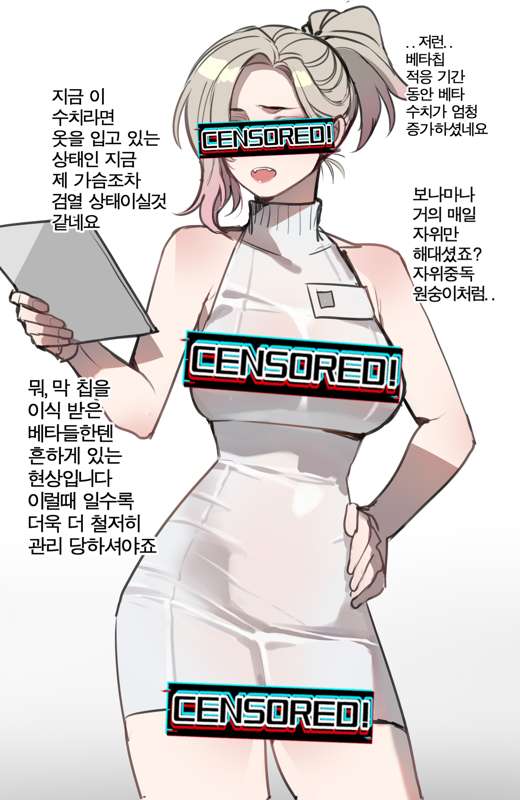 ..저런..
베타칩
적응 기간
동안 베타
수치가 엄청
증가하셨네요
지금 이
수치라면
옷을 입고 있는
상태인 지금
제 가슴조차
검열 상태이실것
같네요
CENSORED!
보나마나
거의 매일
자위만
해대셨죠?
자위중독
원숭이처럼..
CENSORED!
뭐, 막 칩을
이식 받은
베타들한텐
흔하게 있는
현상입니다
이럴때 일수록
더욱 더 철저히
관리 당하셔야죠
CENSORED!